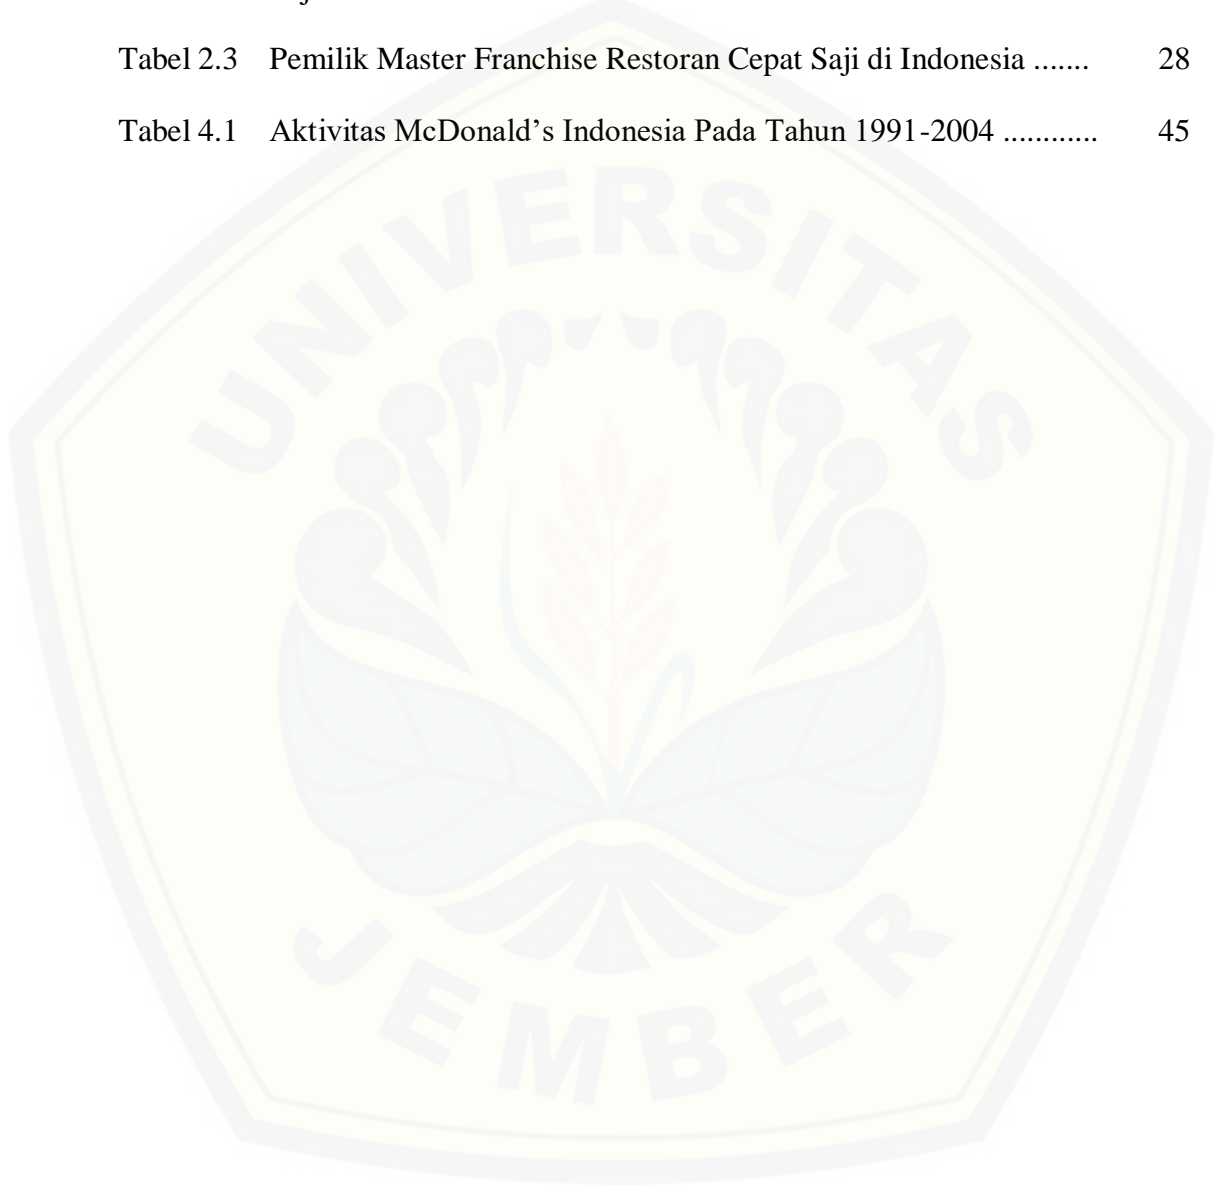 Tabel 2.3 Pemilik Master Franchise Restoran Cepat Saji di Indonesia ....... 28
Tabel 4.1 Aktivitas McDonald’s Indonesia Pada Tahun 1991-2004 ............ 45
UNIVERSITAS
JEMBER